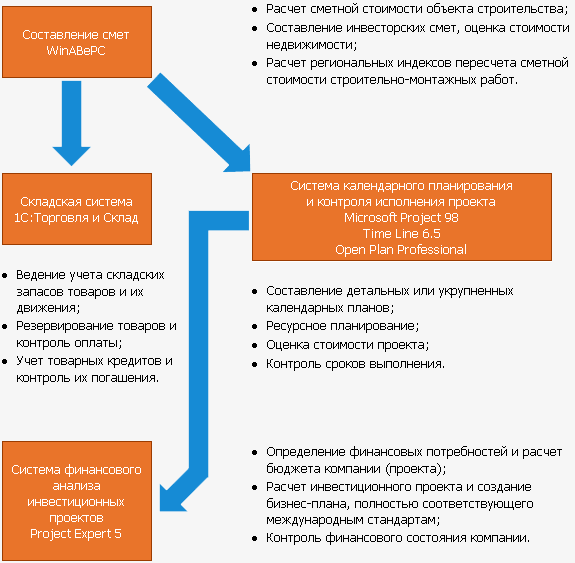 Составление смет
WinАВеРС
• Расчет сметной стоимости объекта строительства;
• Составление инвесторских смет, оценка стоимости
недвижимости;
• Расчет региональных индексов пересчета сметной
стоимости строительно-монтажных работ.
Складская система
1С:Торговля и Склад
Система календарного планирования
и контроля исполнения проекта
Microsoft Project 98
Time Line 6.5
Open Plan Professional
• Ведение учета складских
запасов товаров и их
движения;
• Резервирование товаров и
контроль оплаты;
• Учет товарных кредитов и
контроль их погашения.
• Составление детальных или укрупненных
календарных планов;
• Ресурсное планирование;
• Оценка стоимости проекта;
• Контроль сроков выполнения.
Система финансового
анализа
инвестиционных
проектов
Project Expert 5
• Определение финансовых потребностей и расчет
бюджета компании (проекта);
• Расчет инвестиционного проекта и создание
бизнес-плана, полностью соответствующего
международным стандартам;
• Контроль финансового состояния компании.